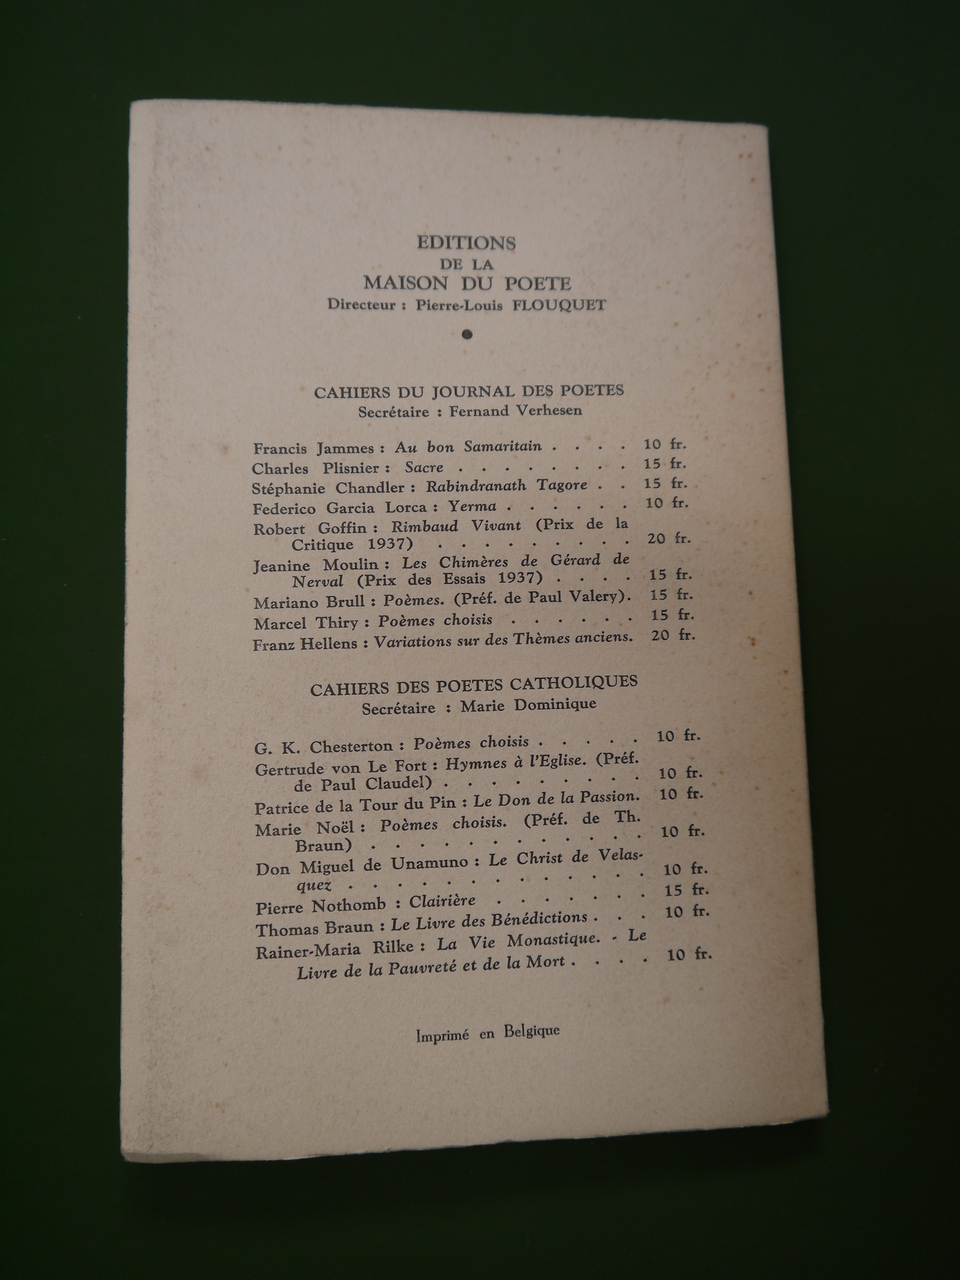 EDITIONS
DE LA
MAISON DU POETE
Directeur : Pierre-Louis FLOUQUET
●
CAHIERS DU JOURNAL DES POETES
Secrétaire : Fernand Verhesen
Francis Jammes : Au bon Samaritain . . . . 10 fr.
Charles Plisnier : Sacre . . . . . . . . 15 fr.
Stéphanie Chandler : Rabindranath Tagore . . 15 fr.
Federico Garcia Lorca : Yerma . . . . . . 10 fr.
Robert Goffin : Rimbaud Vivant (Prix de la
Critique 1937) . . . . . . . . . 20 fr.
Jeanine Moulin : Les Chimères de Gérard de
Nerval (Prix des Essais 1937) . . . . 15 fr.
Mariano Brull : Poèmes. (Préf. de Paul Valery). 15 fr.
Marcel Thiry : Poèmes choisis . . . . . . 15 fr.
Franz Hellens : Variations sur des Thèmes anciens. 20 fr.
CAHIERS DES POETES CATHOLIQUES
Secrétaire : Marie Dominique
G. K. Chesterton : Poèmes choisis . . . . . 10 fr.
Gertrude von Le Fort : Hymnes à l'Eglise. (Préf.
de Paul Claudel) . . . . . . . . . 10 fr.
Patrice de la Tour du Pin : Le Don de la Passion. 10 fr.
Marie Noël : Poèmes choisis. (Préf. de Th.
Braun) . . . . . . . . . . . . 10 fr.
Don Miguel de Unamuno : Le Christ de Velas-
quez . . . . . . . . . . . . . 10 fr.
Pierre Nothomb : Clairière . . . . . . . 15 fr.
Thomas Braun : Le Livre des Bénédictions . . . 10 fr.
Rainer-Maria Rilke : La Vie Monastique. - Le
Livre de la Pauvreté et de la Mort . . . . 10 fr.
Imprimé en Belgique